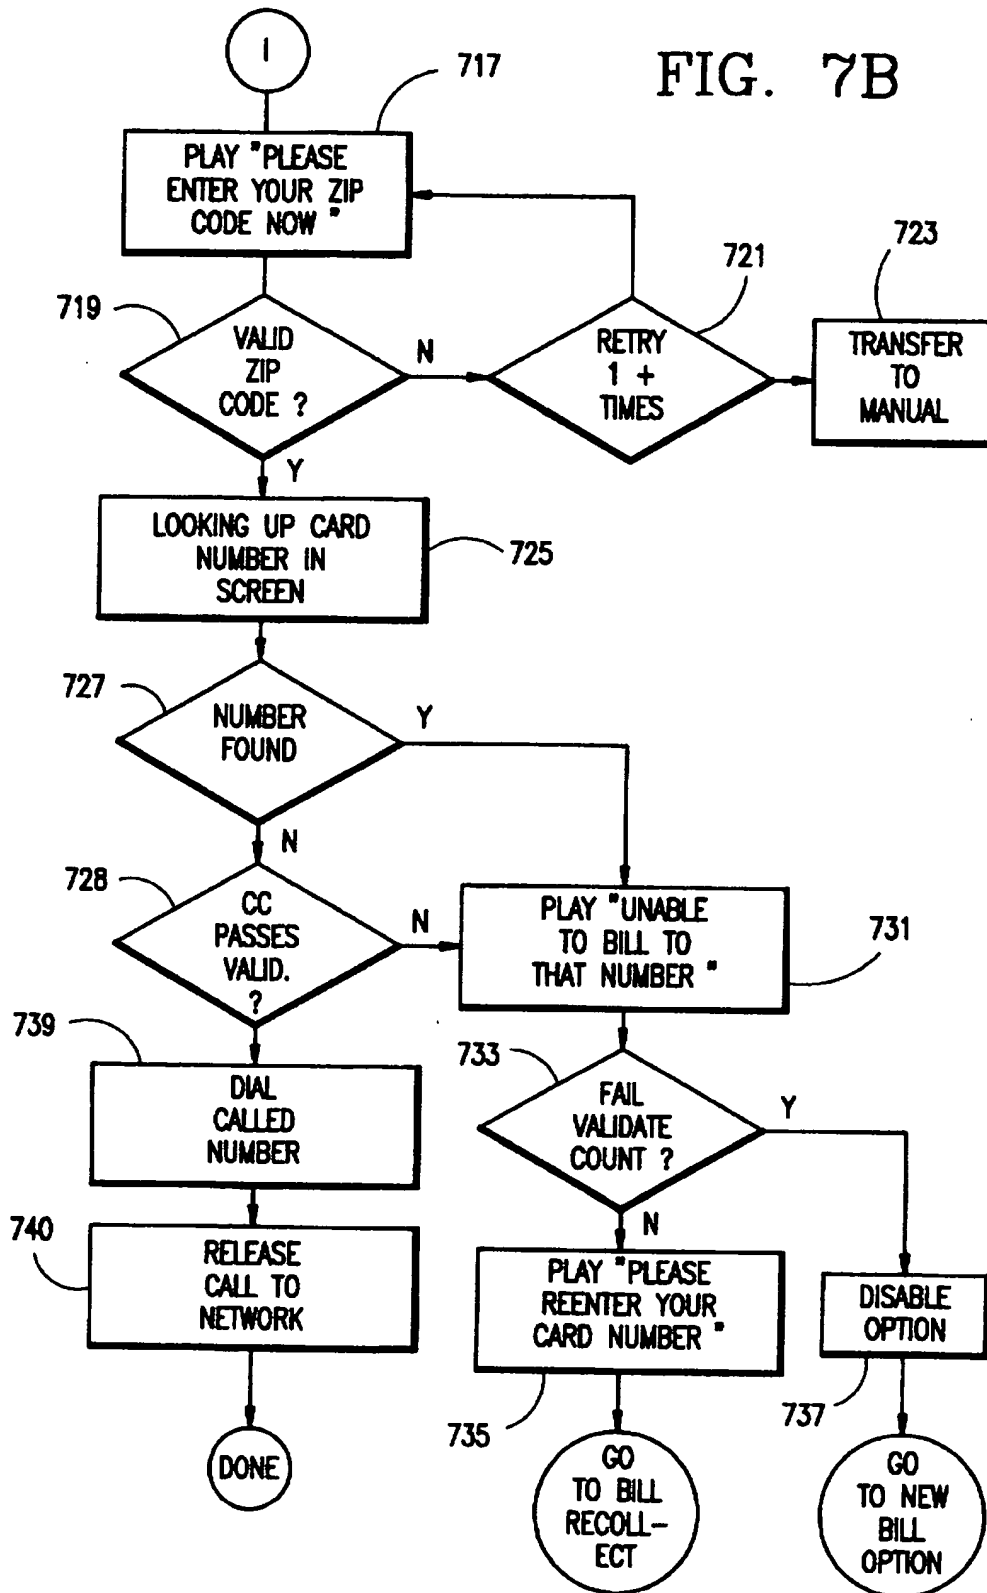 I
717
FIG. 7B
PLAY "PLEASE
ENTER YOUR ZIP
CODE NOW "
719
VALID
ZIP
CODE ?
N
721
RETRY
1 +
TIMES
723
TRANSFER
TO
MANUAL
Y
LOOKING UP CARD
NUMBER IN
SCREEN
725
727
NUMBER
FOUND
Y
N
728
CC
PASSES
VALID.
?
N
PLAY "UNABLE
TO BILL TO
THAT NUMBER "
731
739
DIAL
CALLED
NUMBER
733
FAIL
VALIDATE
COUNT ?
Y
N
740
RELEASE
CALL TO
NETWORK
PLAY "PLEASE
REENTER YOUR
CARD NUMBER "
735
DISABLE
OPTION
737
DONE
GO
TO BILL
RECOLL-
ECT
GO
TO NEW
BILL
OPTION